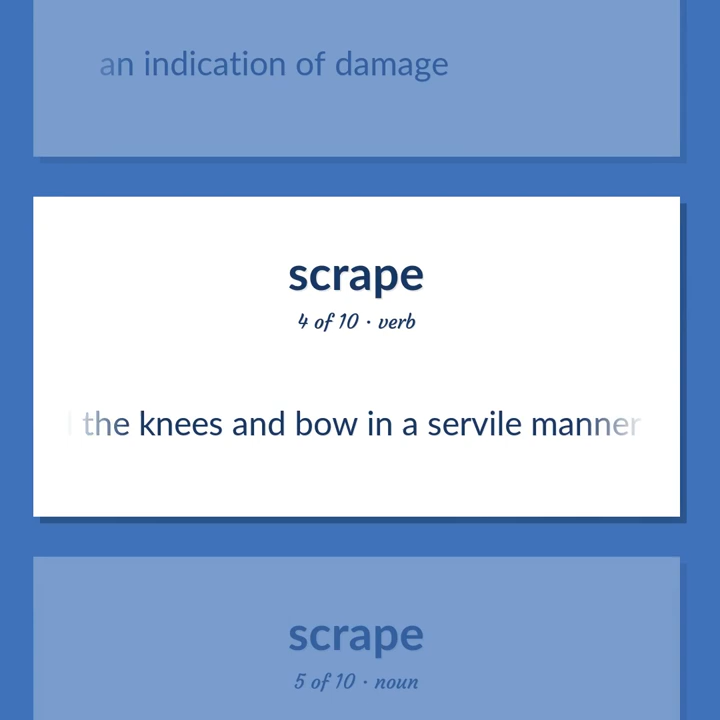 an indication of damage
scrape
4 of 10 · verb
the knees and bow in a servile manner
scrape
5 of 10 · noun